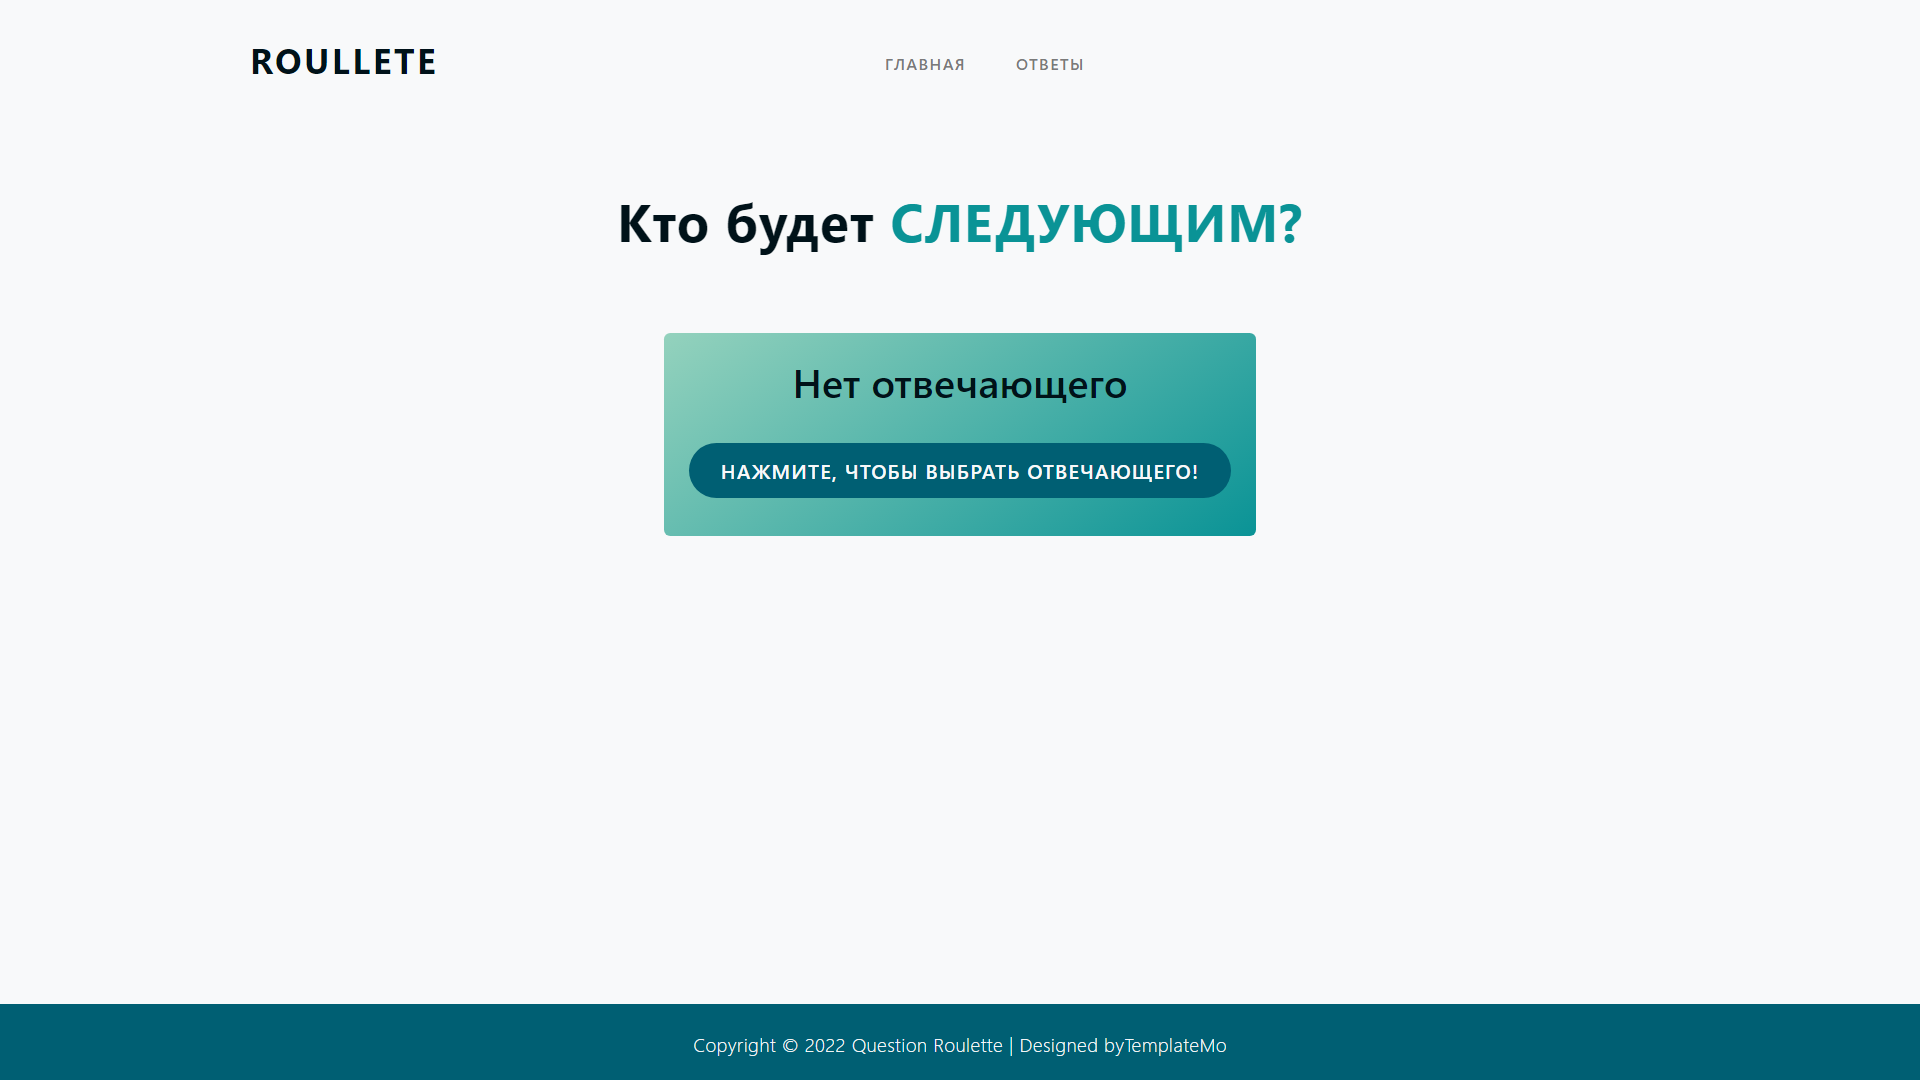 ROULLETE
ГЛАВНАЯ ОТВЕТЫ
Кто будет СЛЕДУЮЩИМ?
Нет отвечающего
НАЖМИТЕ, ЧТОБЫ ВЫБРАТЬ ОТВЕЧАЮЩЕГО!
Copyright © 2022 Question Roulette | Designed byTemplateMo